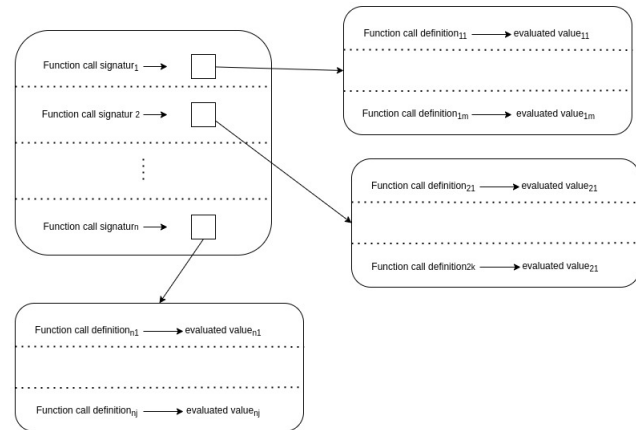 Function call signatur1
Function call signatur 2
Function call signaturn
Function call definition11 evaluated value11
Function call definition1m evaluated value1m
Function call definition21 evaluated value21
Function call definition2k evaluated value21
Function call definitionn1 evaluated valuen1
Function call definitionnj evaluated valuenj